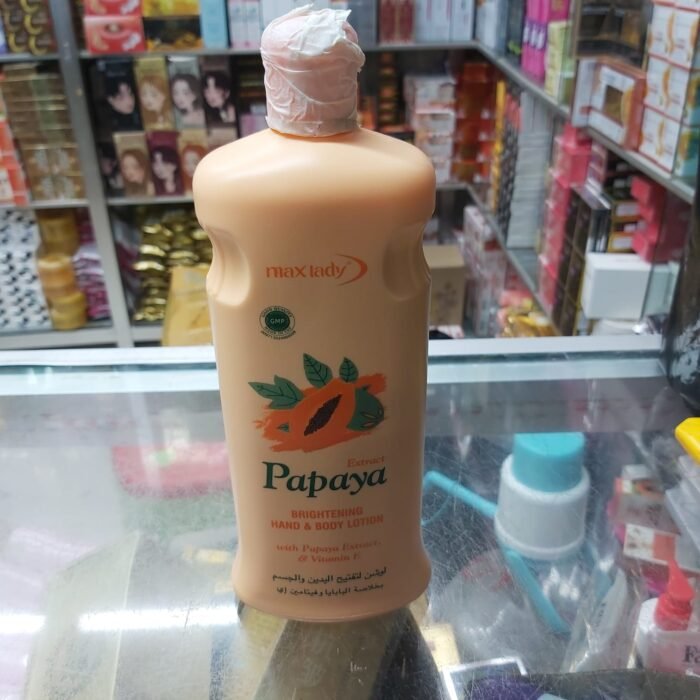 max lady
GMP
Extract
Papaya
BRIGHTENING
HAND & BODY LOTION
with Papaya Extract,
& Vitamin E
لوشن لتفتيح اليدين والجسم
بخلاصة البابايا وفيتامين إي